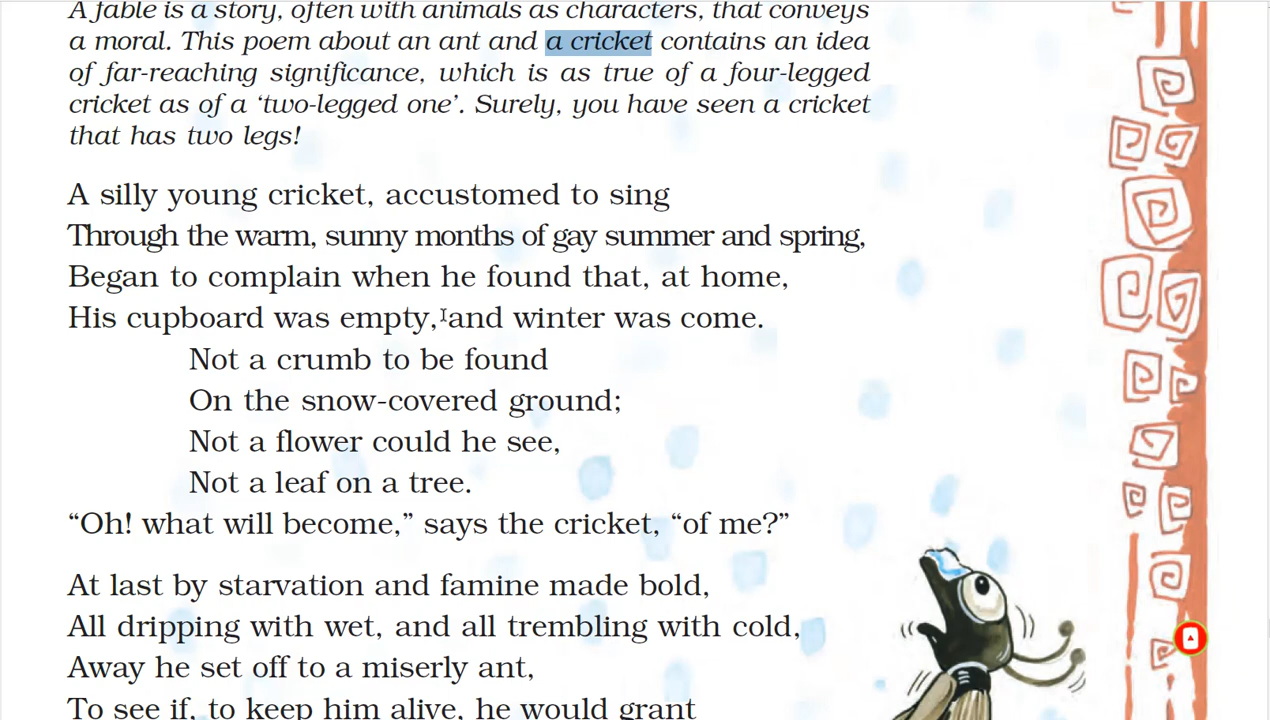 A fable is a story, often with animals as characters, that conveys
a moral. This poem about an ant and a cricket contains an idea
of far-reaching significance, which is as true of a four-legged
cricket as of a ‘two-legged one’. Surely, you have seen a cricket
that has two legs!
A silly young cricket, accustomed to sing
Through the warm, sunny months of gay summer and spring,
Began to complain when he found that, at home,
His cupboard was empty, and winter was come.
Not a crumb to be found
On the snow-covered ground;
Not a flower could he see,
Not a leaf on a tree.
“Oh! what will become,” says the cricket, “of me?”
At last by starvation and famine made bold,
All dripping with wet, and all trembling with cold,
Away he set off to a miserly ant,
To see if, to keep him alive, he would grant